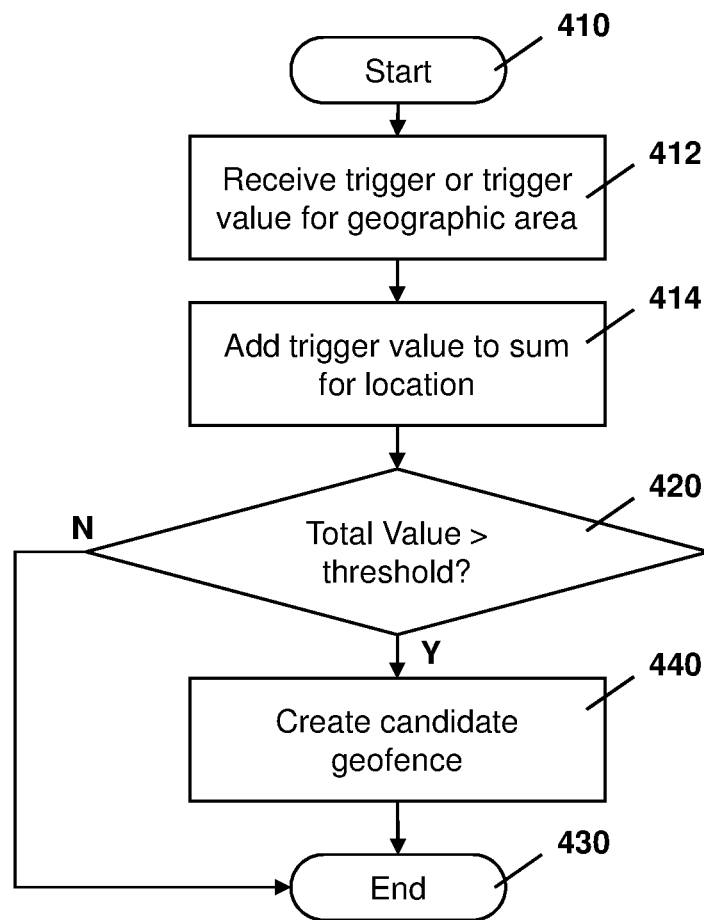 410
Start
412
Receive trigger or trigger
value for geographic area
414
Add trigger value to sum
for location
420
N
Total Value >
threshold?
Y
440
Create candidate
geofence
430
End